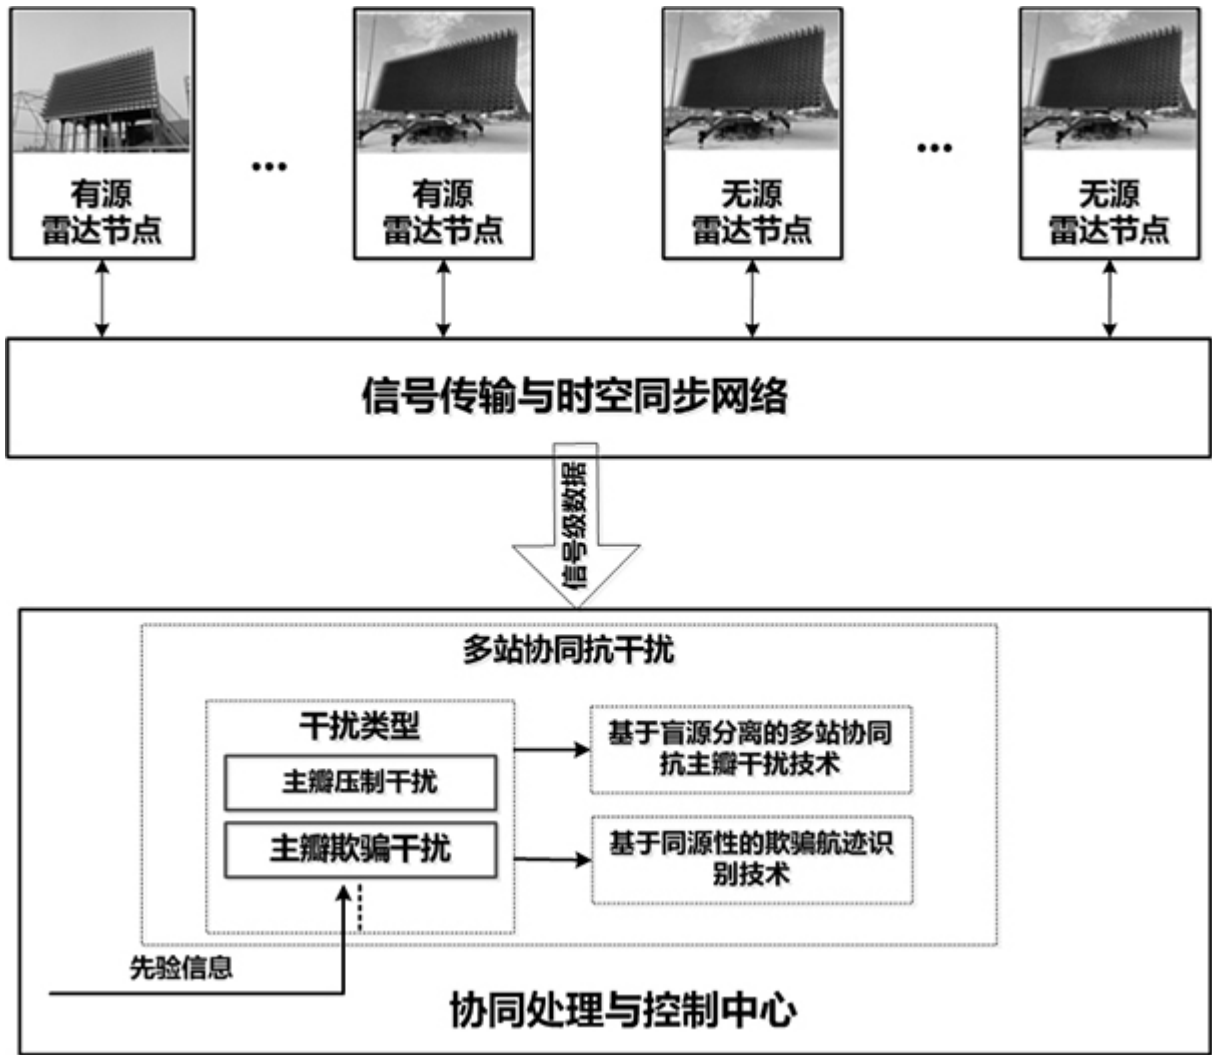 有源
雷达节点
...
有源
雷达节点
无源
雷达节点
...
无源
雷达节点
信号传输与时空同步网络
信号级数据
多站协同抗干扰
干扰类型
主瓣压制干扰
主瓣欺骗干扰
基于盲源分离的多站协同
抗主瓣干扰技术
基于同源性的欺骗航迹识
别技术
先验信息
协同处理与控制中心